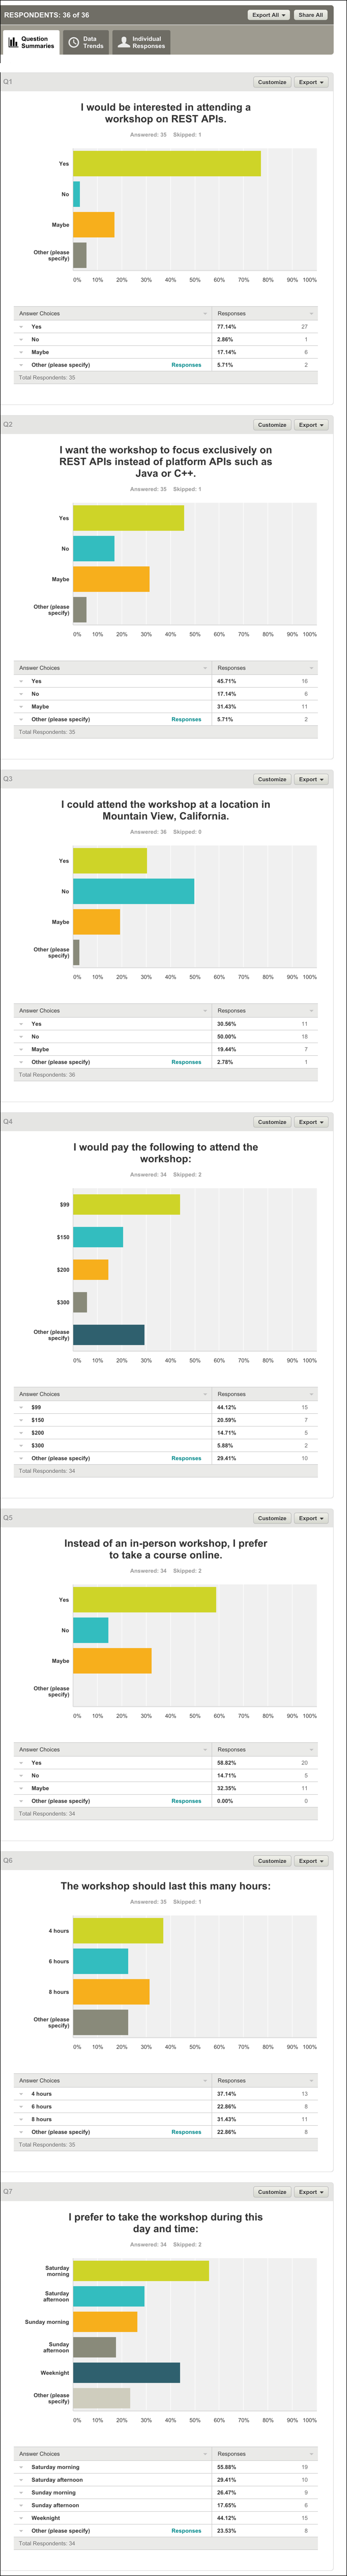 RESPONDENTS: 36 of 36
Export All
Share All
Question
Summaries
Data
Trends
Individual
Responses
Q1
Customize
Export
I would be interested in attending a
workshop on REST APIs.
Answered: 35 Skipped: 1
Yes
No
Maybe
Other (please
specify)
0% 10% 20% 30% 40% 50% 60% 70% 80% 90% 100%
Answer Choices Responses
Yes 77.14% 27
No 2.86% 1
Maybe 17.14% 6
Other (please specify) Responses 5.71% 2
Total Respondents: 35
Q2
Customize
Export
I want the workshop to focus exclusively on
REST APIs instead of platform APIs such as
Java or C++.
Answered: 35 Skipped: 1
Yes
No
Maybe
Other (please
specify)
0% 10% 20% 30% 40% 50% 60% 70% 80% 90% 100%
Answer Choices Responses
Yes 45.71% 16
No 17.14% 6
Maybe 31.43% 11
Other (please specify) Responses 5.71% 2
Total Respondents: 35
Q3
Customize
Export
I could attend the workshop at a location in
Mountain View, California.
Answered: 36 Skipped: 0
Yes
No
Maybe
Other (please
specify)
0% 10% 20% 30% 40% 50% 60% 70% 80% 90% 100%
Answer Choices Responses
Yes 30.56% 11
No 50.00% 18
Maybe 19.44% 7
Other (please specify) Responses 2.78% 1
Total Respondents: 36
Q4
Customize
Export
I would pay the following to attend the
workshop:
Answered: 34 Skipped: 2
$99
$150
$200
$300
Other (please
specify)
0% 10% 20% 30% 40% 50% 60% 70% 80% 90% 100%
Answer Choices Responses
$99 44.12% 15
$150 20.59% 7
$200 14.71% 5
$300 5.88% 2
Other (please specify) Responses 29.41% 10
Total Respondents: 34
Q5
Customize
Export
Instead of an in-person workshop, I prefer
to take a course online.
Answered: 34 Skipped: 2
Yes
No
Maybe
Other (please
specify)
0% 10% 20% 30% 40% 50% 60% 70% 80% 90% 100%
Answer Choices Responses
Yes 58.82% 20
No 14.71% 5
Maybe 32.35% 11
Other (please specify) Responses 0.00% 0
Total Respondents: 34
Q6
Customize
Export
The workshop should last this many hours:
Answered: 35 Skipped: 1
4 hours
6 hours
8 hours
Other (please
specify)
0% 10% 20% 30% 40% 50% 60% 70% 80% 90% 100%
Answer Choices Responses
4 hours 37.14% 13
6 hours 22.86% 8
8 hours 31.43% 11
Other (please specify) Responses 22.86% 8
Total Respondents: 35
Q7
Customize
Export
I prefer to take the workshop during this
day and time:
Answered: 34 Skipped: 2
Saturday
morning
Saturday
afternoon
Sunday morning
Sunday
afternoon
Weeknight
Other (please
specify)
0% 10% 20% 30% 40% 50% 60% 70% 80% 90% 100%
Answer Choices Responses
Saturday morning 55.88% 19
Saturday afternoon 29.41% 10
Sunday morning 26.47% 9
Sunday afternoon 17.65% 6
Weeknight 44.12% 15
Other (please specify) Responses 23.53% 8
Total Respondents: 34